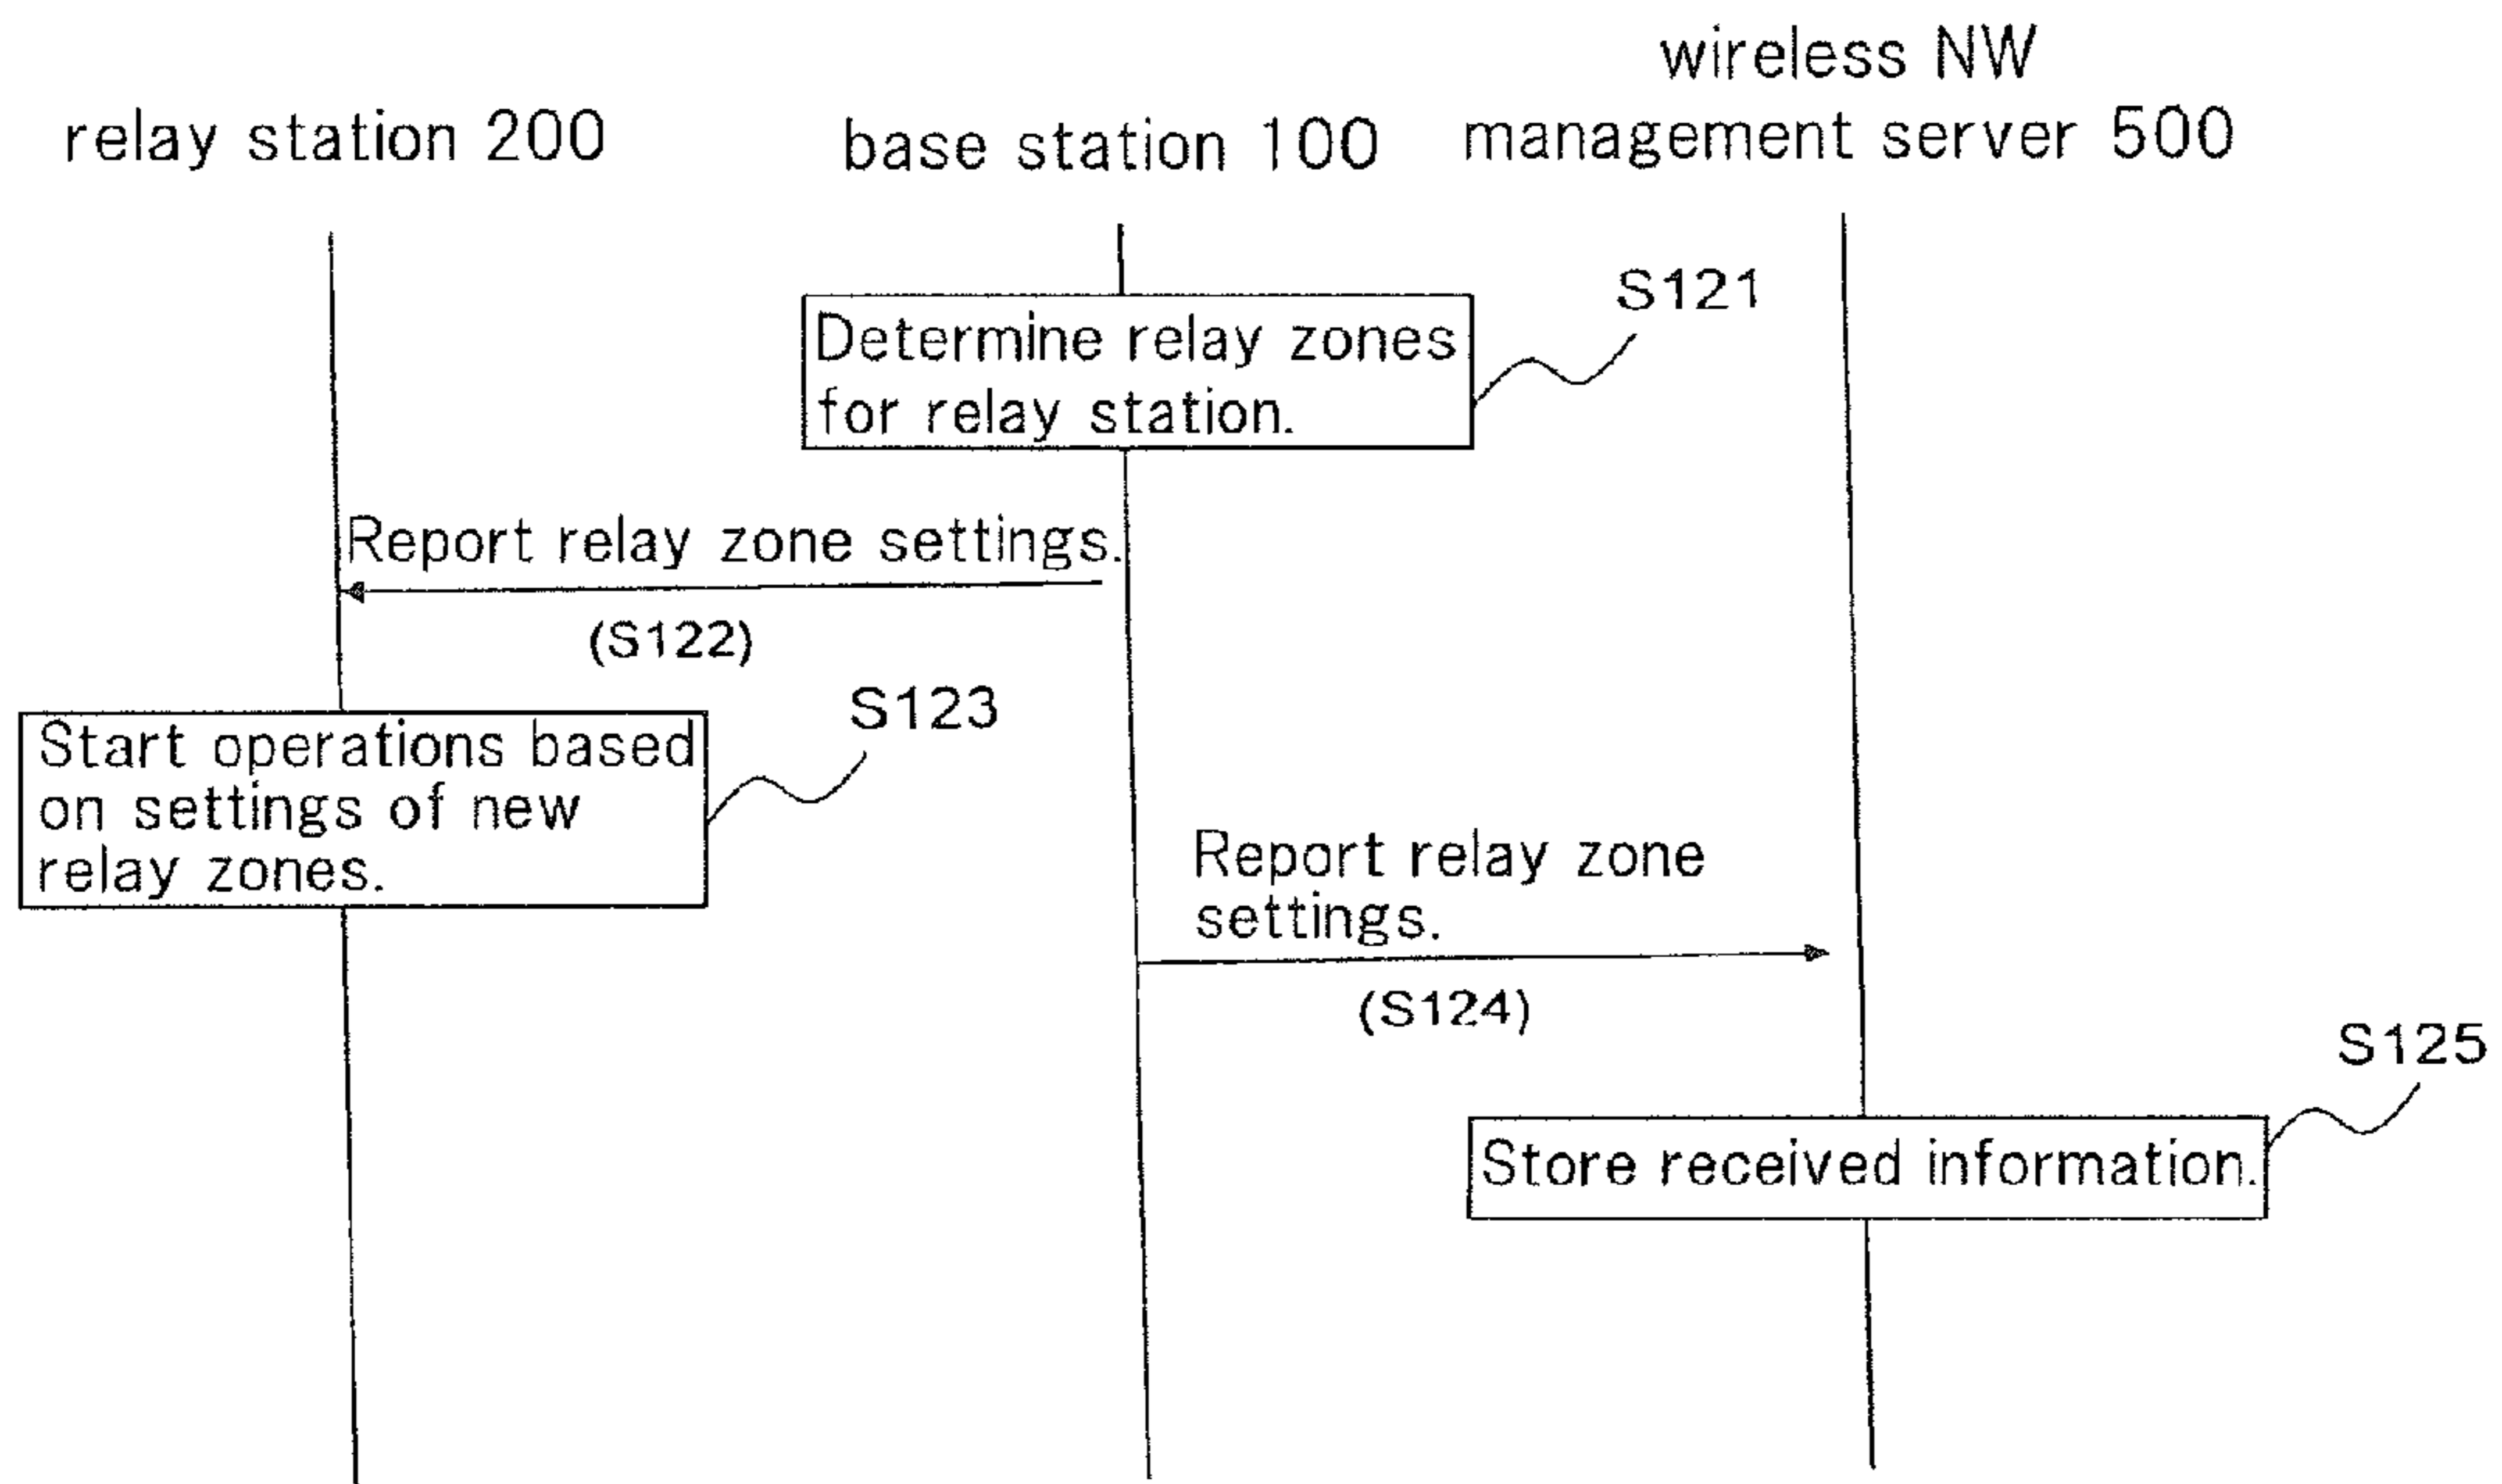 wireless NW
relay station 200
base station 100
management server 500
S121
Determine relay zones
for relay station.
Report relay zone settings.
(S122)
S123
Start operations based
on settings of new
relay zones.
Report relay zone
settings.
(S124)
S125
Store received information.